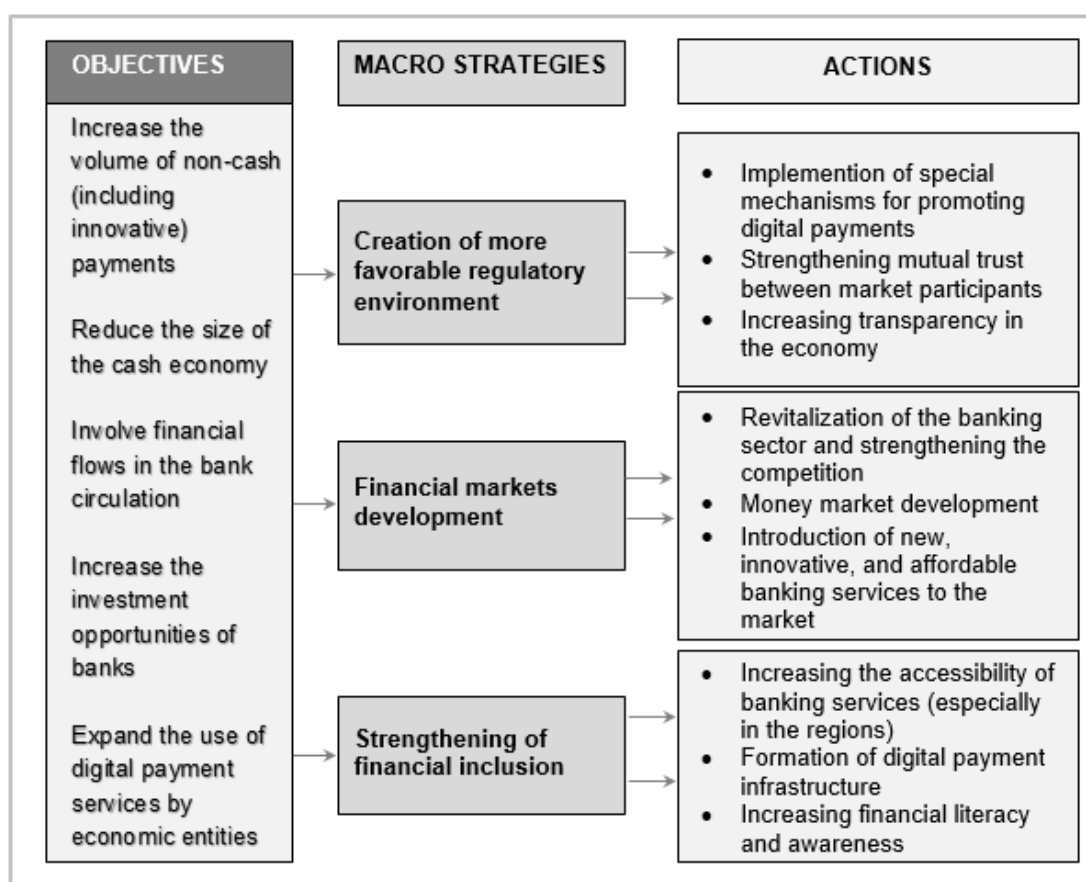 OBJECTIVES
Increase the
volume of non-cash
(including
innovative)
payments
Reduce the size of
the cash economy
Involve financial
flows in the bank
circulation
Increase the
investment
opportunities of
banks
Expand the use of
digital payment
services by
economic entities
MACRO STRATEGIES
Creation of more
favorable regulatory
environment
Financial markets
development
Strengthening of
financial inclusion
ACTIONS
• Implemention of special
mechanisms for promoting
digital payments
• Strengthening mutual trust
between market participants
• Increasing transparency in
the economy
• Revitalization of the banking
sector and strengthening the
competition
• Money market development
• Introduction of new,
innovative, and affordable
banking services to the
market
• Increasing the accessibility of
banking services (especially
in the regions)
• Formation of digital payment
infrastructure
• Increasing financial literacy
and awareness